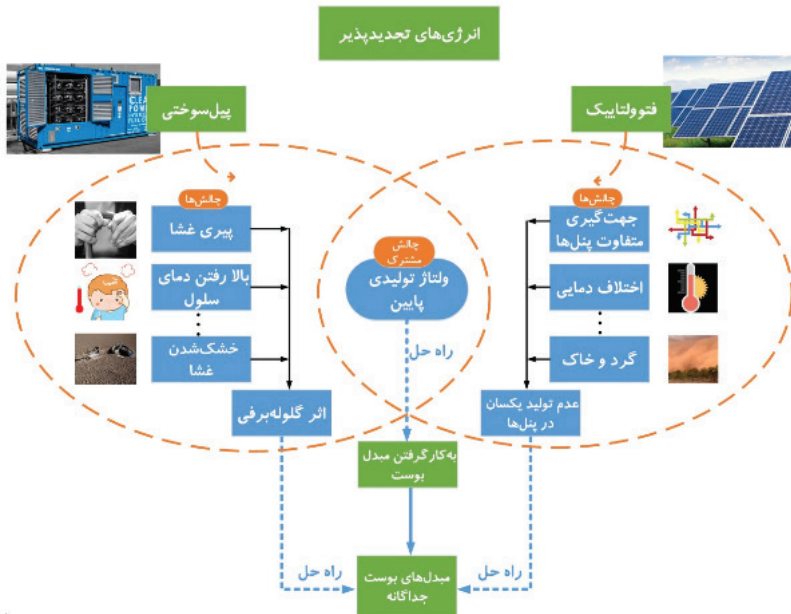 انرژی‌های تجدیدپذیر
فتوولتاییک
پیل‌سوختی
CLEA
POWER
چالش‌ها
جهت‌گیری
متفاوت پنل‌ها
اختلاف دمایی
گرد و خاک
عدم تولید یکسان
در پنل‌ها
چالش
مشترک
ولتاژ تولیدی
پایین
راه حل
چالش‌ها
پیری غشا
بالا رفتن دمای
سلول
خشک‌شدن
غشا
اثر گلوله‌برفی
به‌کارگرفتن مبدل
بوست
راه حل
راه حل
مبدل‌های بوست
جداگانه